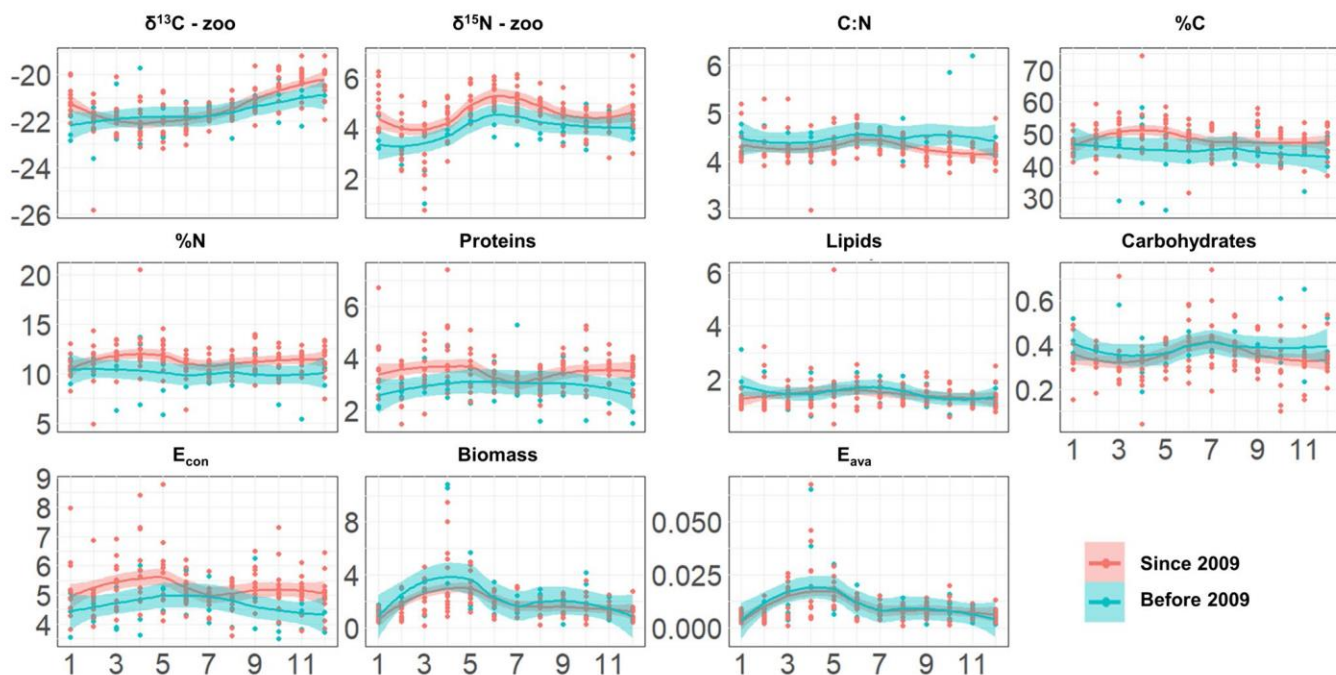 δ¹³C - zoo
δ¹⁵N - zoo
C:N
%C
-20
-22
-24
-26
6
4
2
6
5
4
3
70
60
50
40
30
%N
Proteins
Lipids
Carbohydrates
20
15
10
5
6
4
2
6
4
2
0.6
0.4
0.2
1 3 5 7 9 11
E_con
Biomass
E_ava
9
8
7
6
5
4
8
4
0
0.050
0.025
0.000
Since 2009
Before 2009
1 3 5 7 9 11
1 3 5 7 9 11
1 3 5 7 9 11